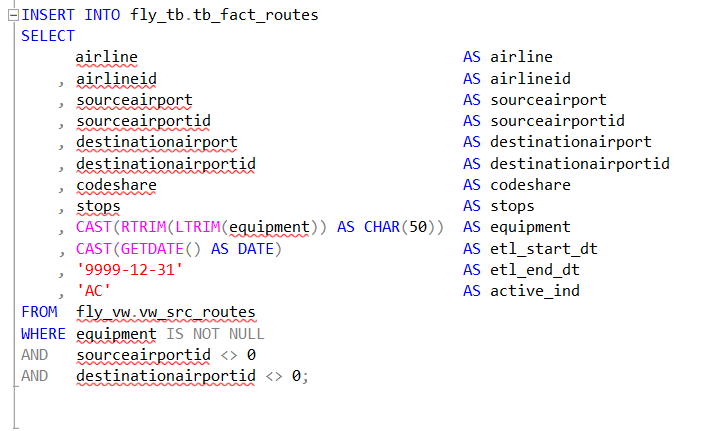 INSERT INTO fly_tb.tb_fact_routes
SELECT
airline AS airline
, airlineid AS airlineid
, sourceairport AS sourceairport
, sourceairportid AS sourceairportid
, destinationairport AS destinationairport
, destinationairportid AS destinationairportid
, codeshare AS codeshare
, stops AS stops
, CAST(RTRIM(LTRIM(equipment)) AS CHAR(50)) AS equipment
, CAST(GETDATE() AS DATE) AS etl_start_dt
, '9999-12-31' AS etl_end_dt
, 'AC' AS active_ind
FROM fly_vw.vw_src_routes
WHERE equipment IS NOT NULL
AND sourceairportid <> 0
AND destinationairportid <> 0;